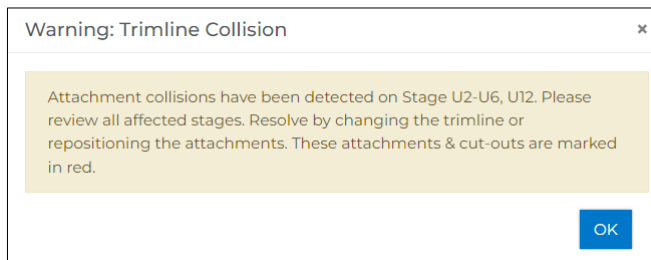 Warning: Trimline Collision ×
Attachment collisions have been detected on Stage U2-U6, U12. Please
review all affected stages. Resolve by changing the trimline or
repositioning the attachments. These attachments & cut-outs are marked
in red.
OK